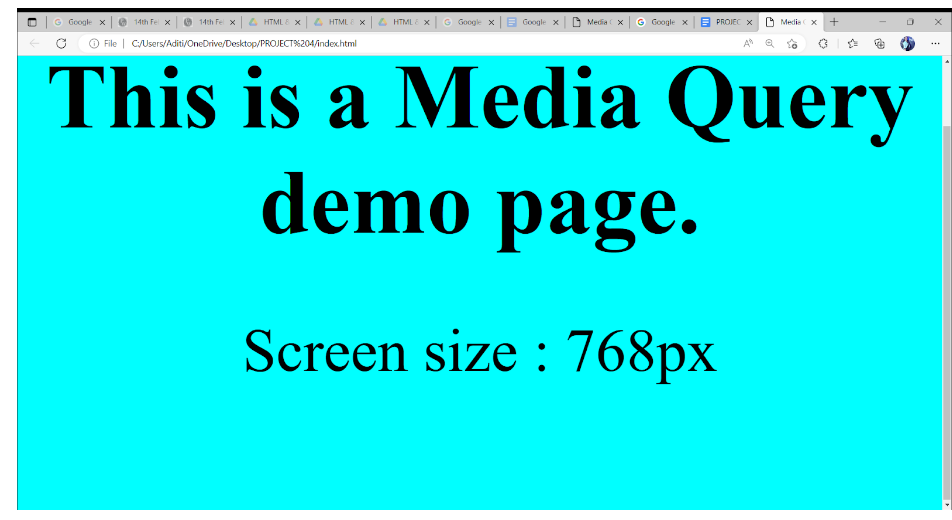 Google
14th Fe
14th Fe
HTML &
HTML &
HTML &
Google
Google
Media
Google
PROJEC
Media
File | C:/Users/Aditi/OneDrive/Desktop/PROJECT%204/index.html
This is a Media Query
demo page.
Screen size : 768px